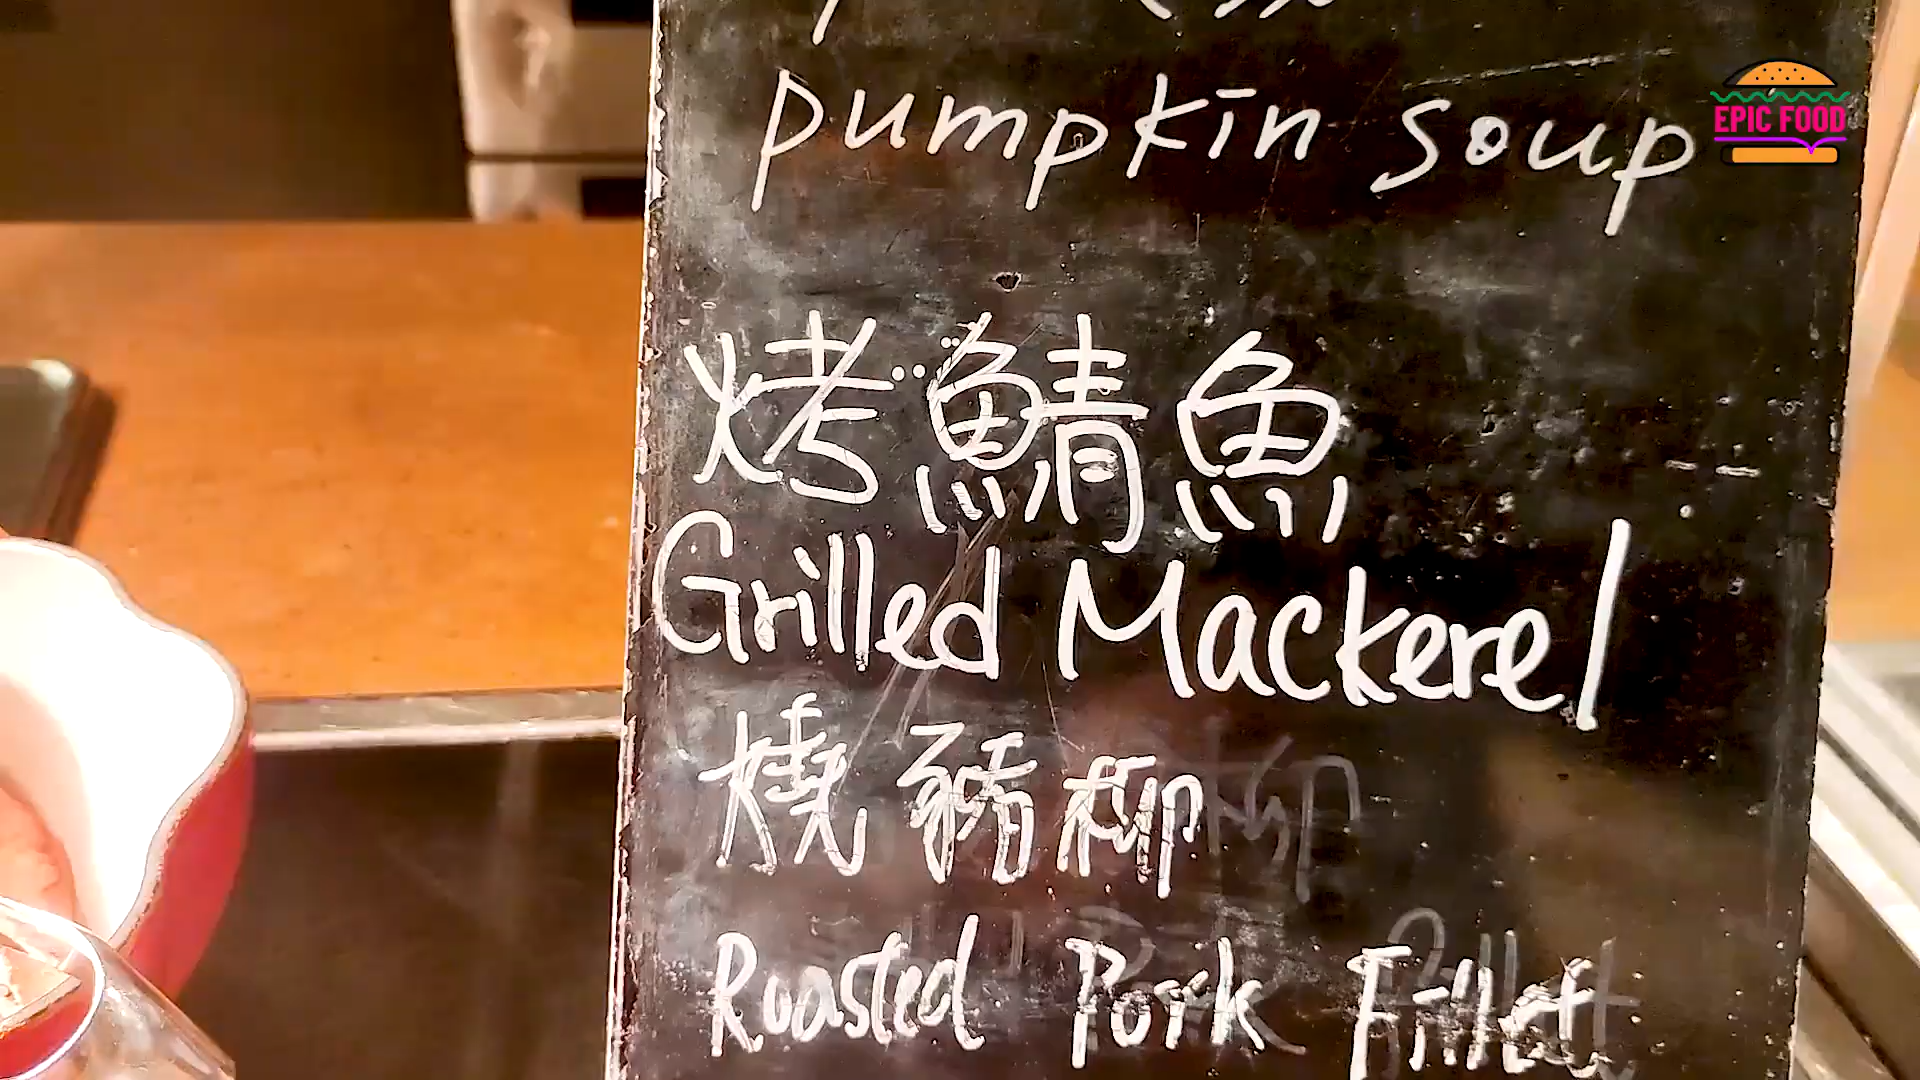 pumpkin soup
EPIC FOOD
烤鯖魚
Grilled Mackerel
燒豬柳
Roasted Pork Fillet